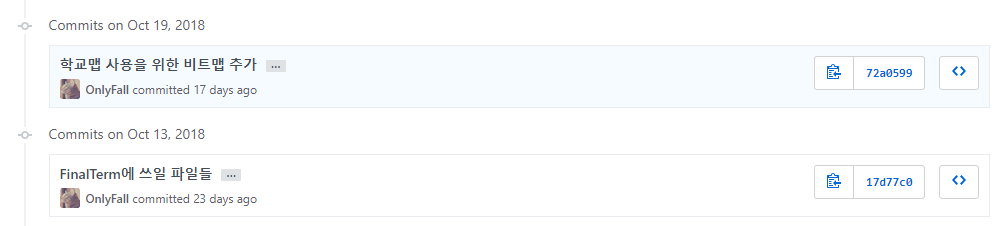 Commits on Oct 19, 2018
학교맵 사용을 위한 비트맵 추가 ...
OnlyFall committed 17 days ago
72a0599
Commits on Oct 13, 2018
FinalTerm에 쓰일 파일들 ...
OnlyFall committed 23 days ago
17d77c0